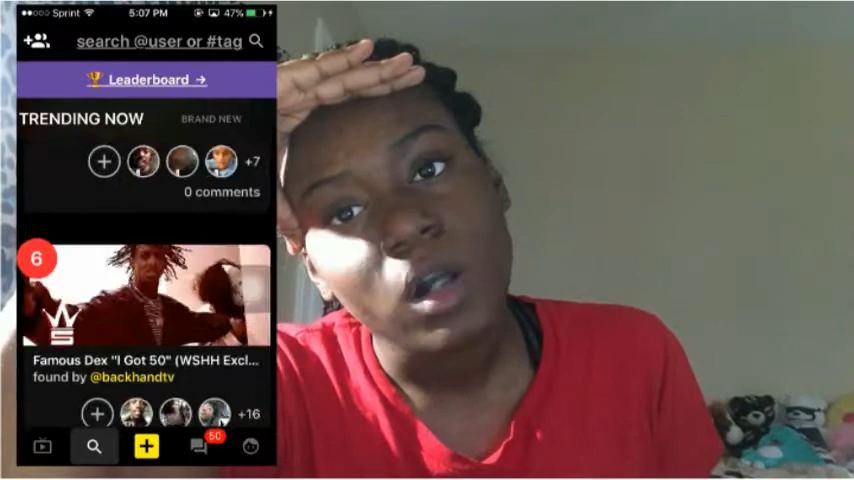 Sprint 5:07 PM 47%
search @user or #tag
🏆 Leaderboard →
TRENDING NOW BRAND NEW
+7
0 comments
6
WS
Famous Dex "I Got 50" (WSHH Excl...
found by @backhandtv
+16
50